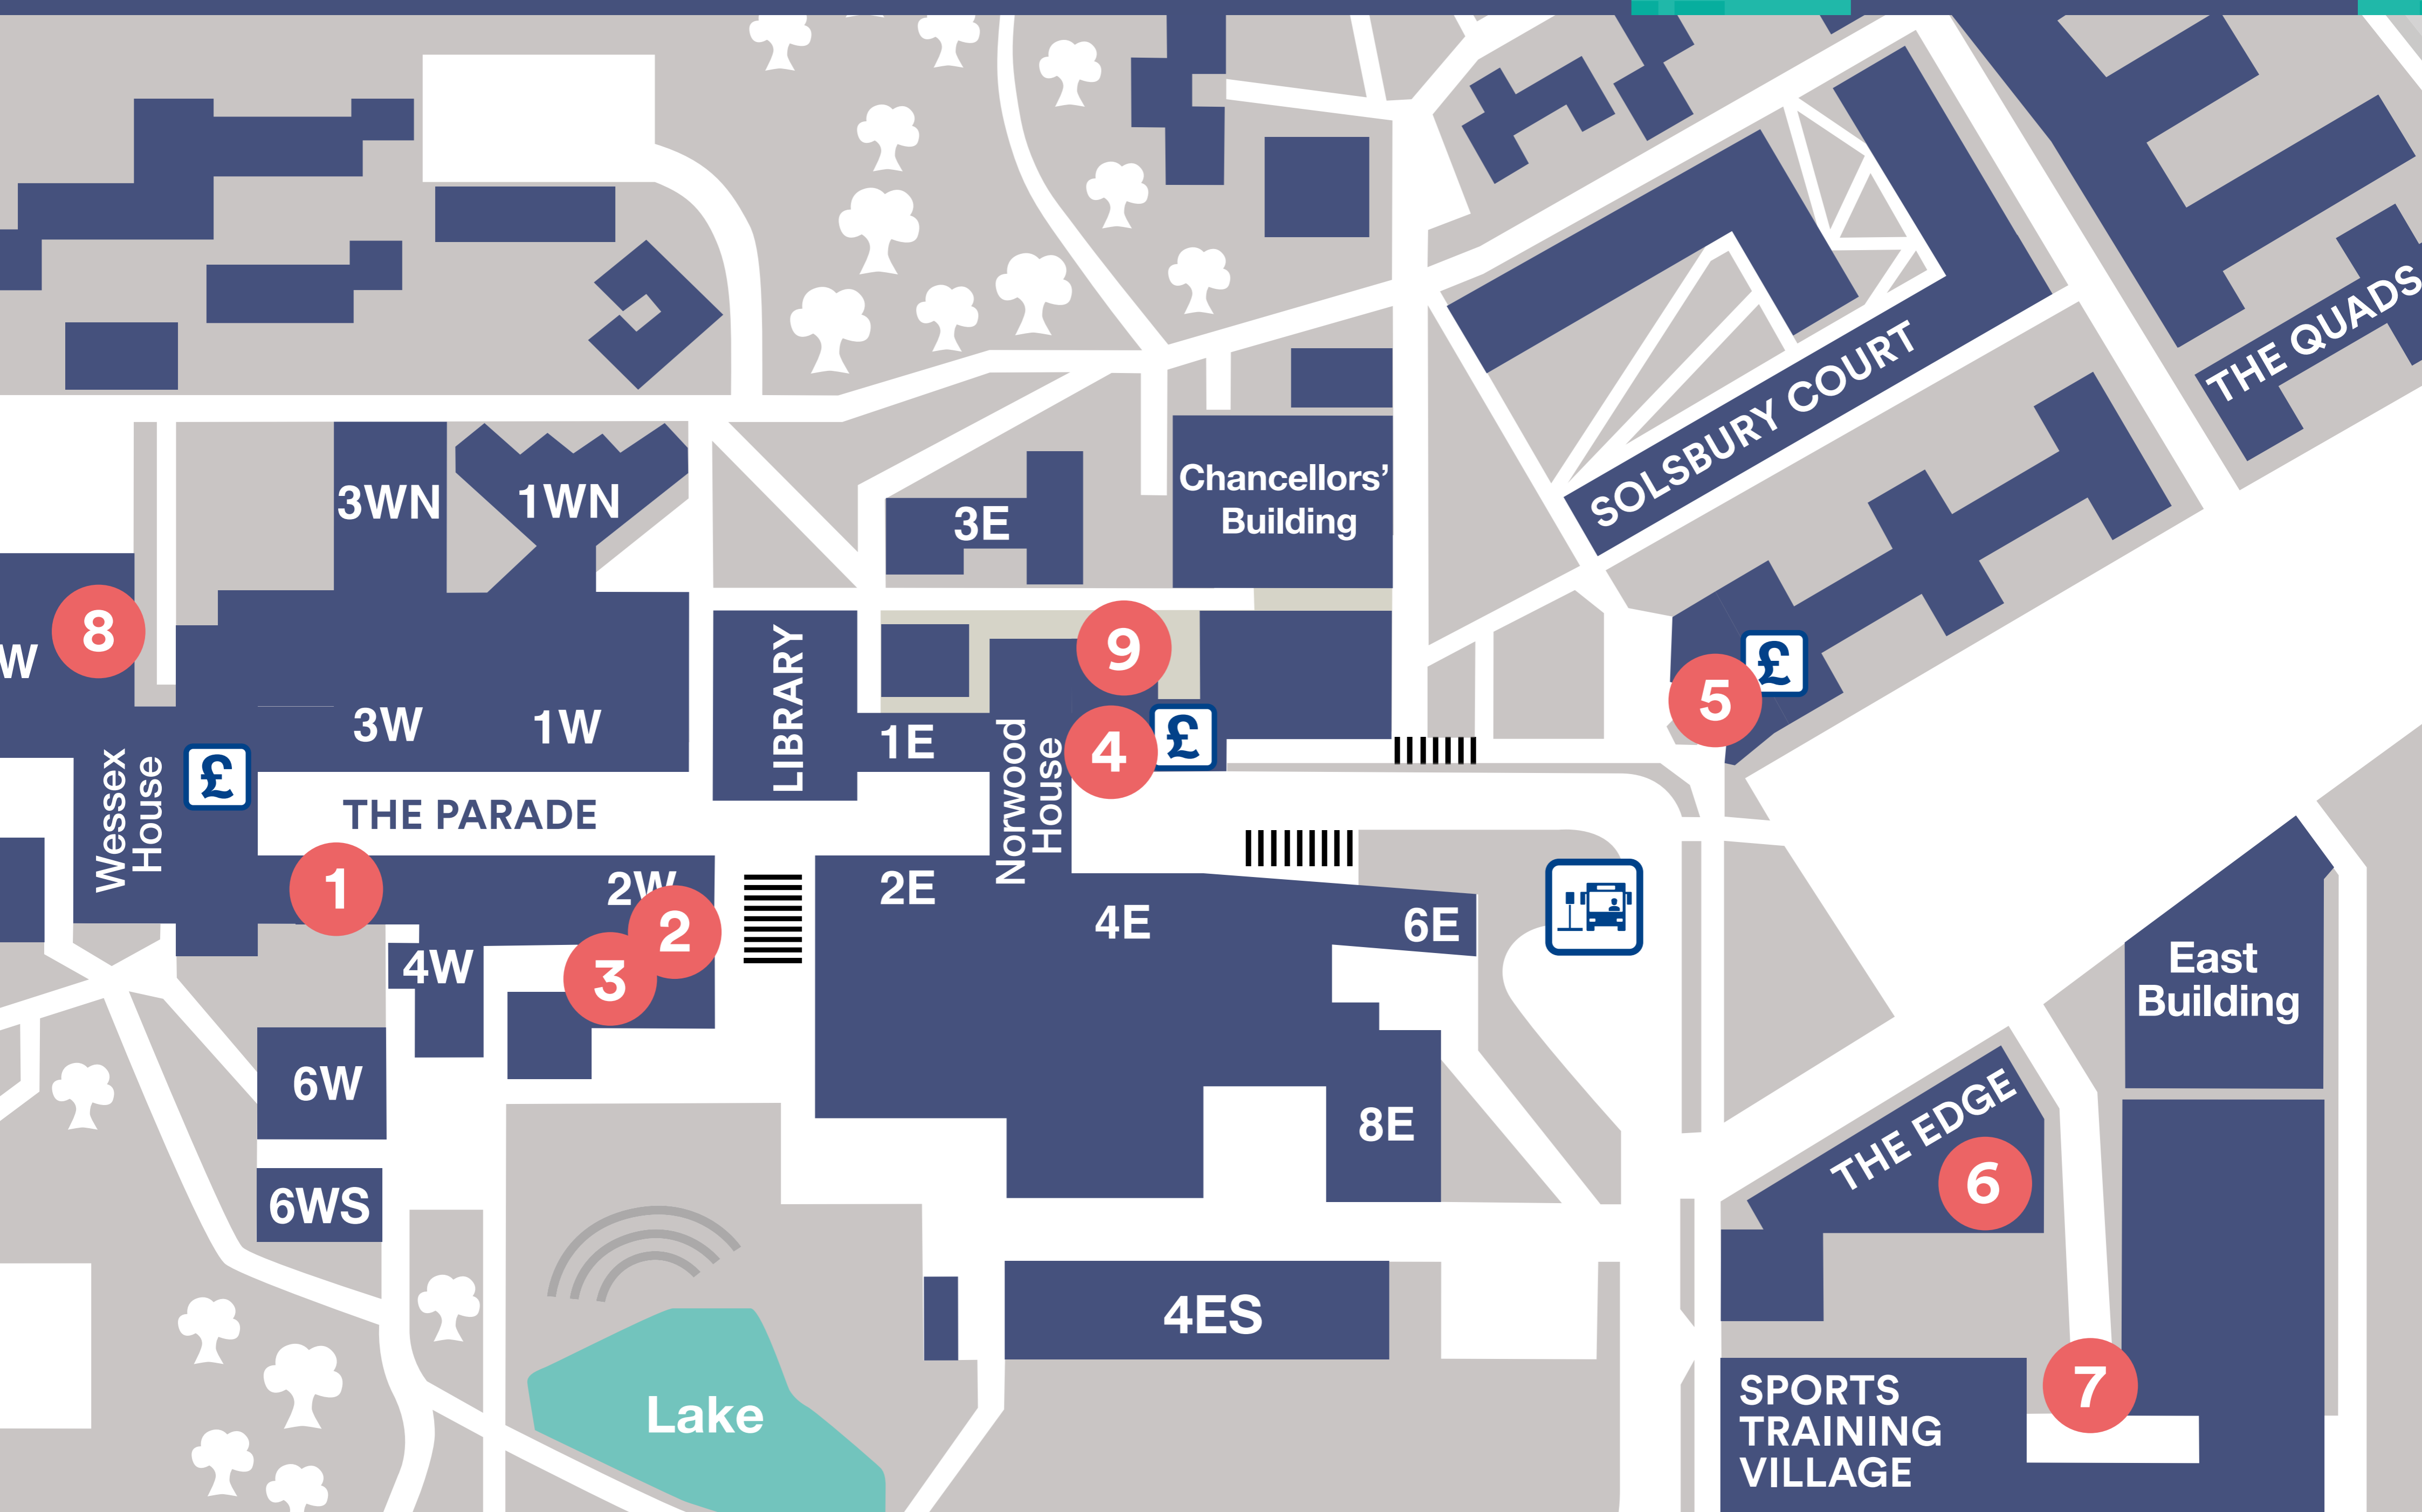 THE QUADS
SOLSBURY COURT
Chancellors'
Building
3WN
1WN
3E
8
W
9
LIBRARY
5
£
3W
1W
1E
Norwood
House
4
£
Wessex
House
£
THE PARADE
1
2W
2E
2
3
4W
4E
6E
East
Building
6W
8E
THE EDGE
6
6WS
4ES
Lake
7
SPORTS
TRAINING
VILLAGE